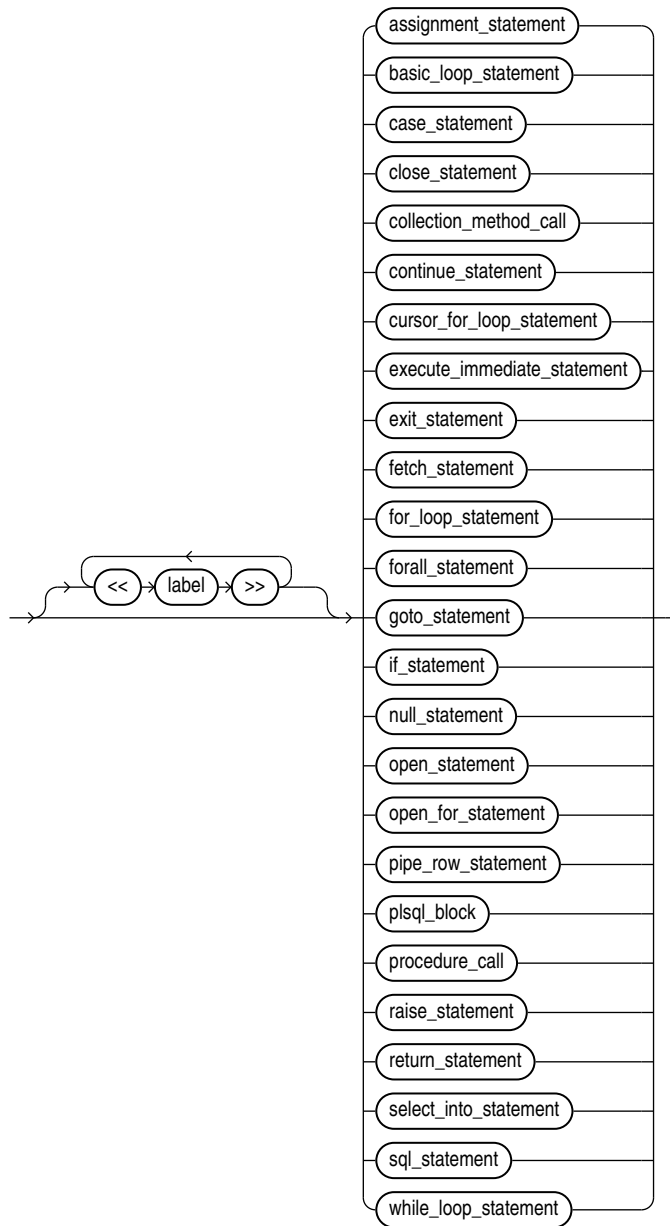 assignment_statement
basic_loop_statement
case_statement
close_statement
collection_method_call
continue_statement
cursor_for_loop_statement
execute_immediate_statement
exit_statement
fetch_statement
for_loop_statement
forall_statement
<< label >>
goto_statement
if_statement
null_statement
open_statement
open_for_statement
pipe_row_statement
plsql_block
procedure_call
raise_statement
return_statement
select_into_statement
sql_statement
while_loop_statement